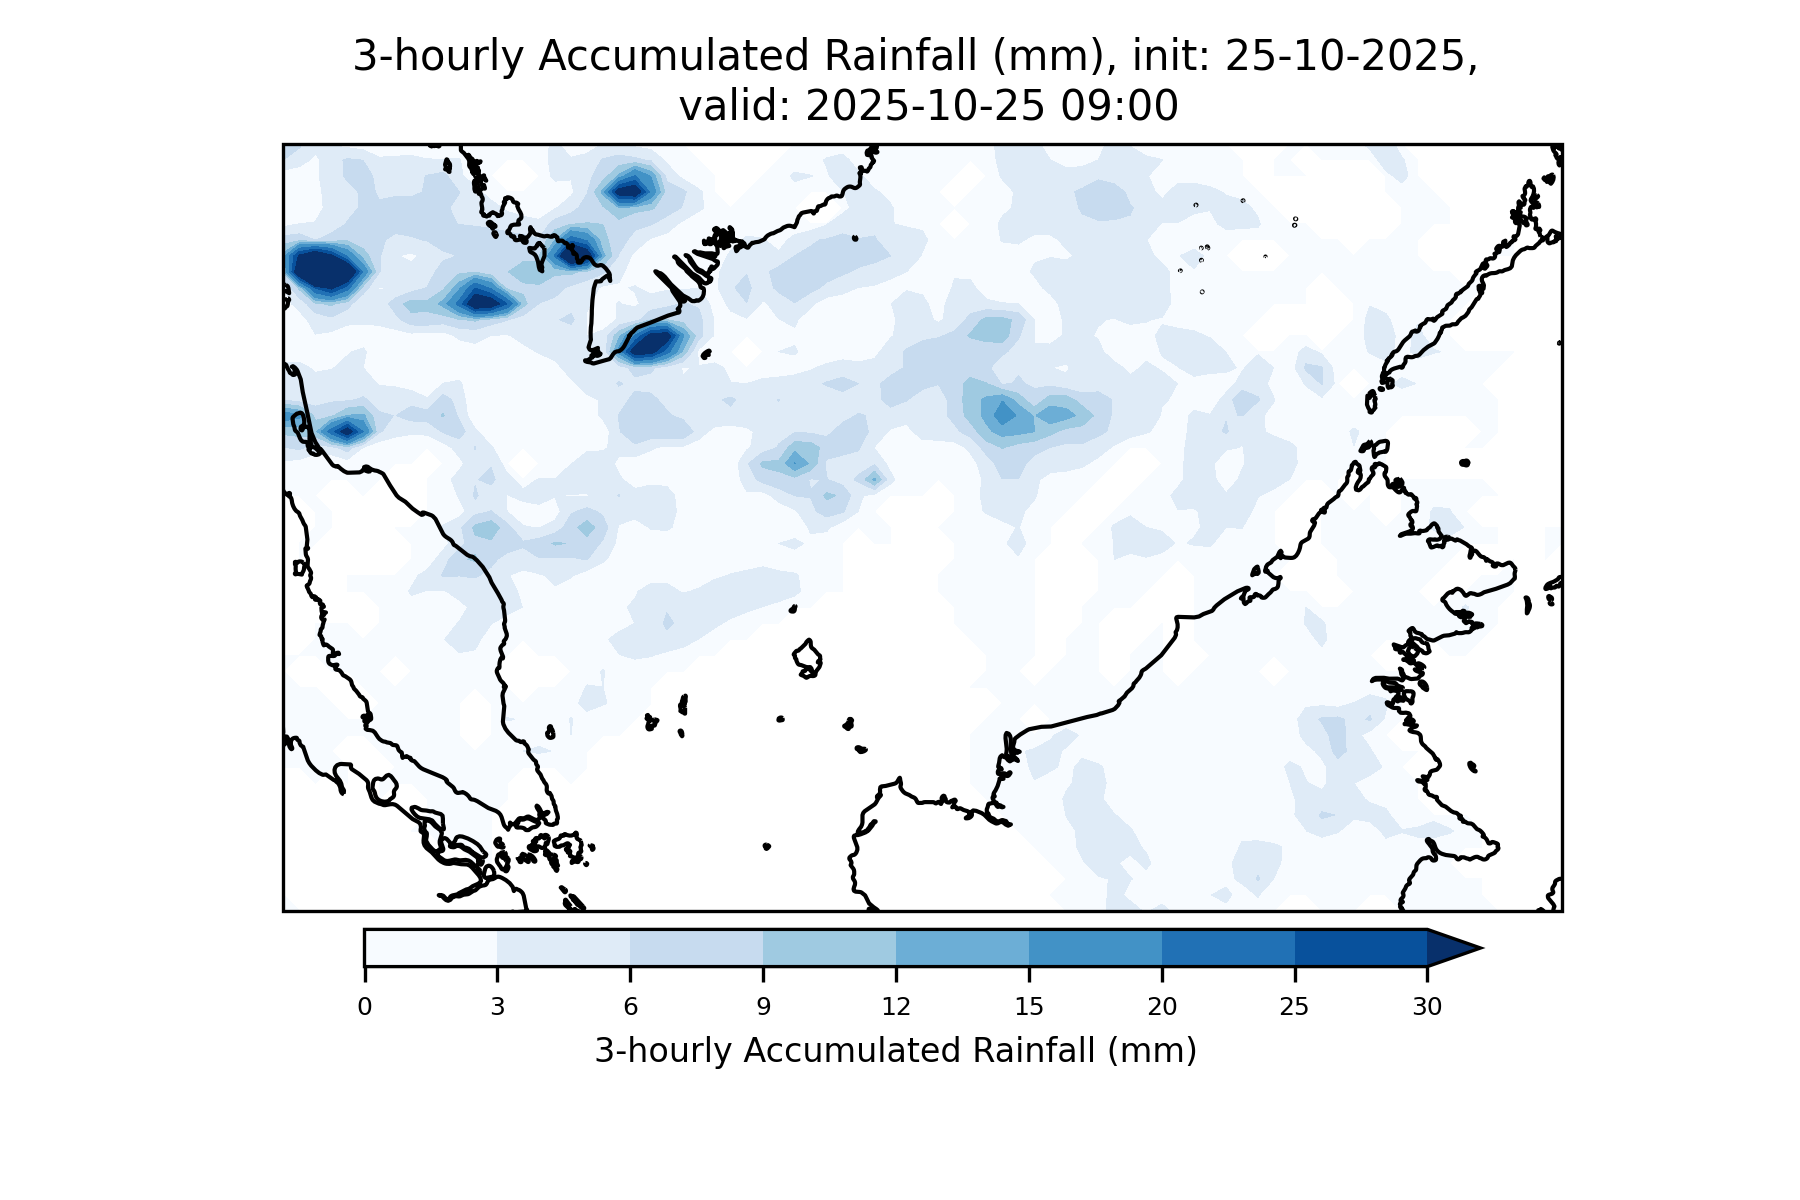 3-hourly Accumulated Rainfall (mm), init: 25-10-2025,
valid: 2025-10-25 09:00
0 3 6 9 12 15 20 25 30
3-hourly Accumulated Rainfall (mm)